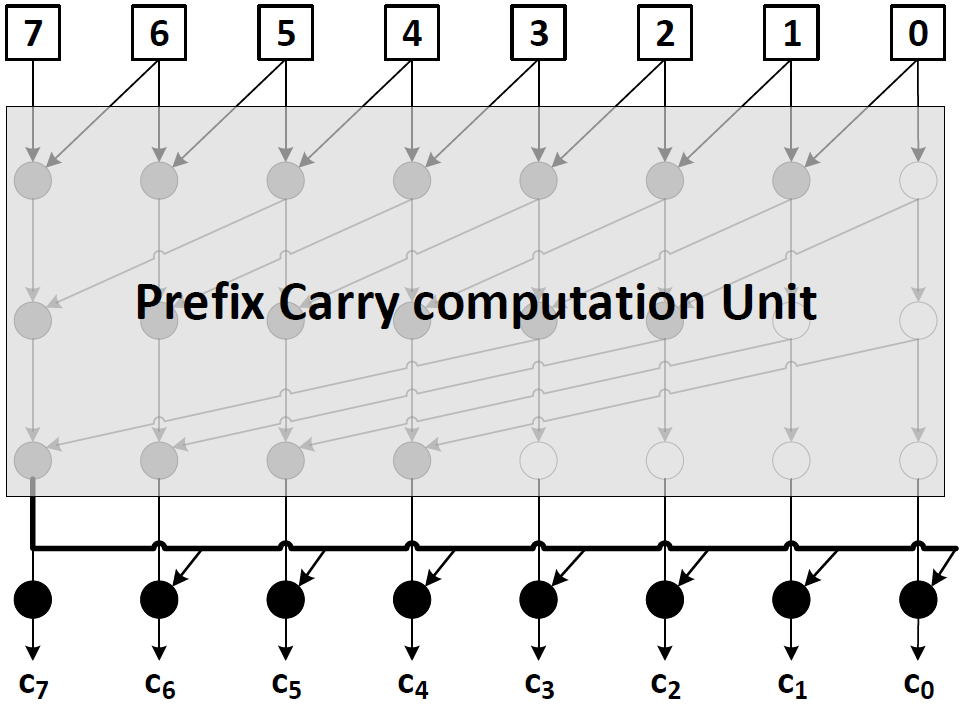 7 6 5 4 3 2 1 0
Prefix Carry computation Unit
c₇ c₆ c₅ c₄ c₃ c₂ c₁ c₀